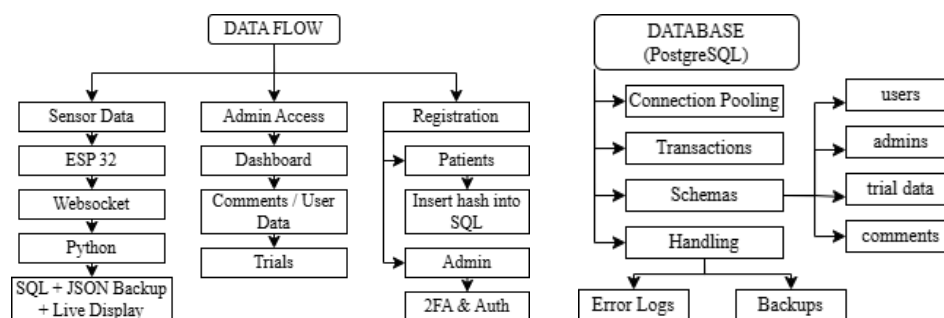 DATA FLOW
Sensor Data
ESP 32
Websocket
Python
SQL + JSON Backup
+ Live Display
Admin Access
Dashboard
Comments / User
Data
Trials
Registration
Patients
Insert hash into
SQL
Admin
2FA & Auth
DATABASE
(PostgreSQL)
Connection Pooling
Transactions
Schemas
Handling
users
admins
trial data
comments
Error Logs
Backups